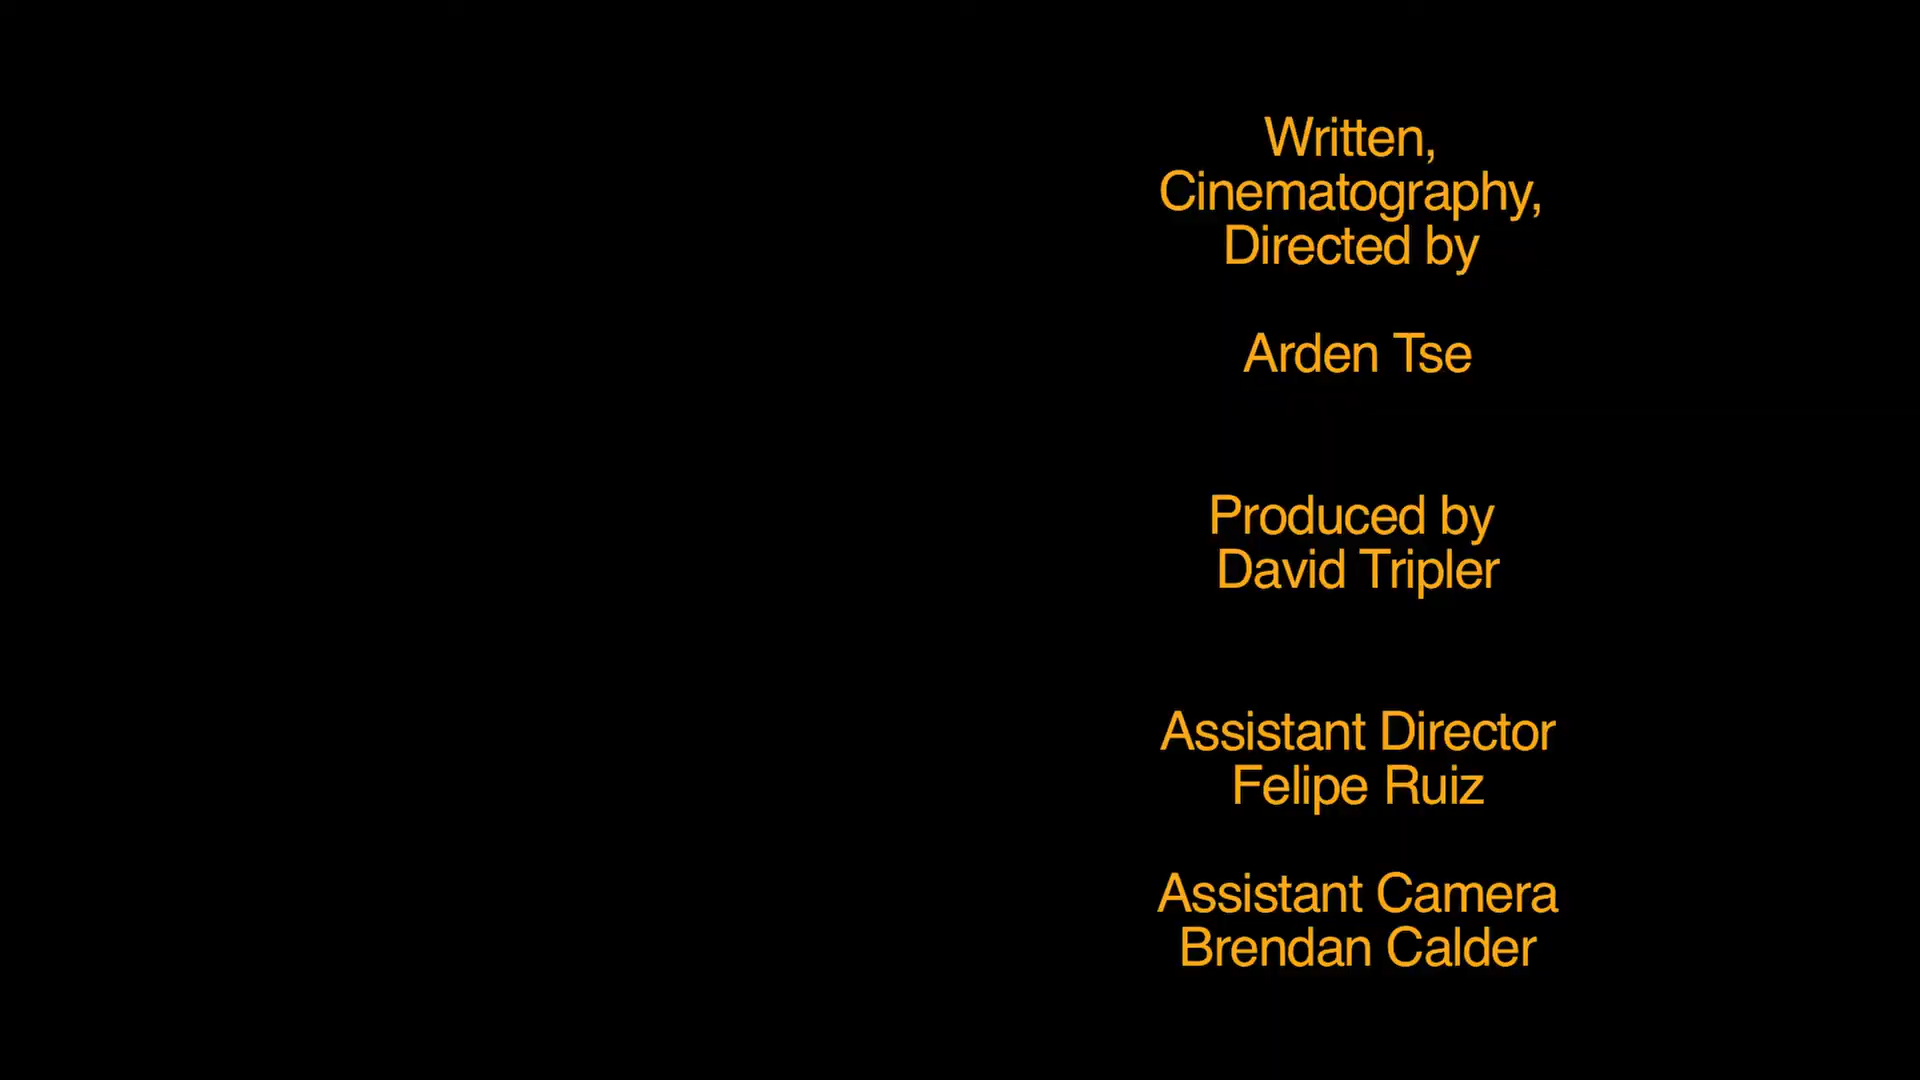 Written,
Cinematography,
Directed by
Arden Tse
Produced by
David Tripler
Assistant Director
Felipe Ruiz
Assistant Camera
Brendan Calder